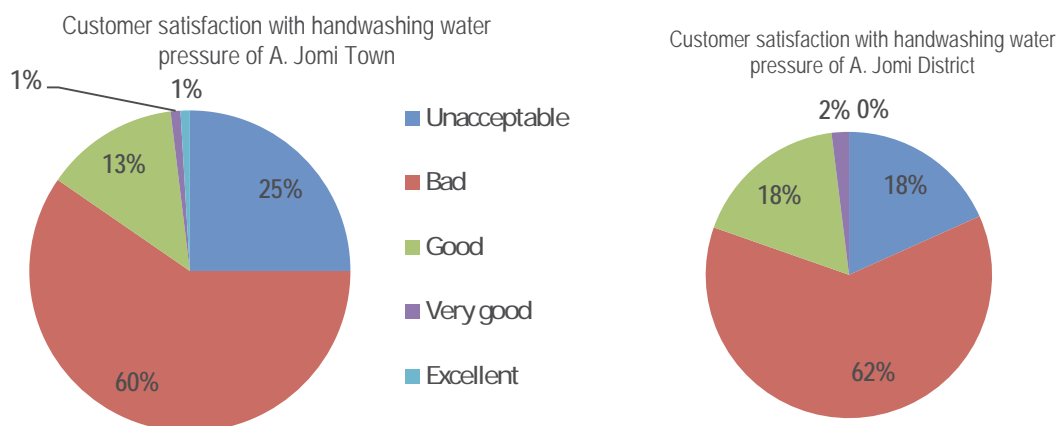 Customer satisfaction with handwashing water
pressure of A. Jomi Town
1%
1%
13%
25%
60%
Unacceptable
Bad
Good
Very good
Excellent
Customer satisfaction with handwashing water
pressure of A. Jomi District
2% 0%
18%
18%
62%